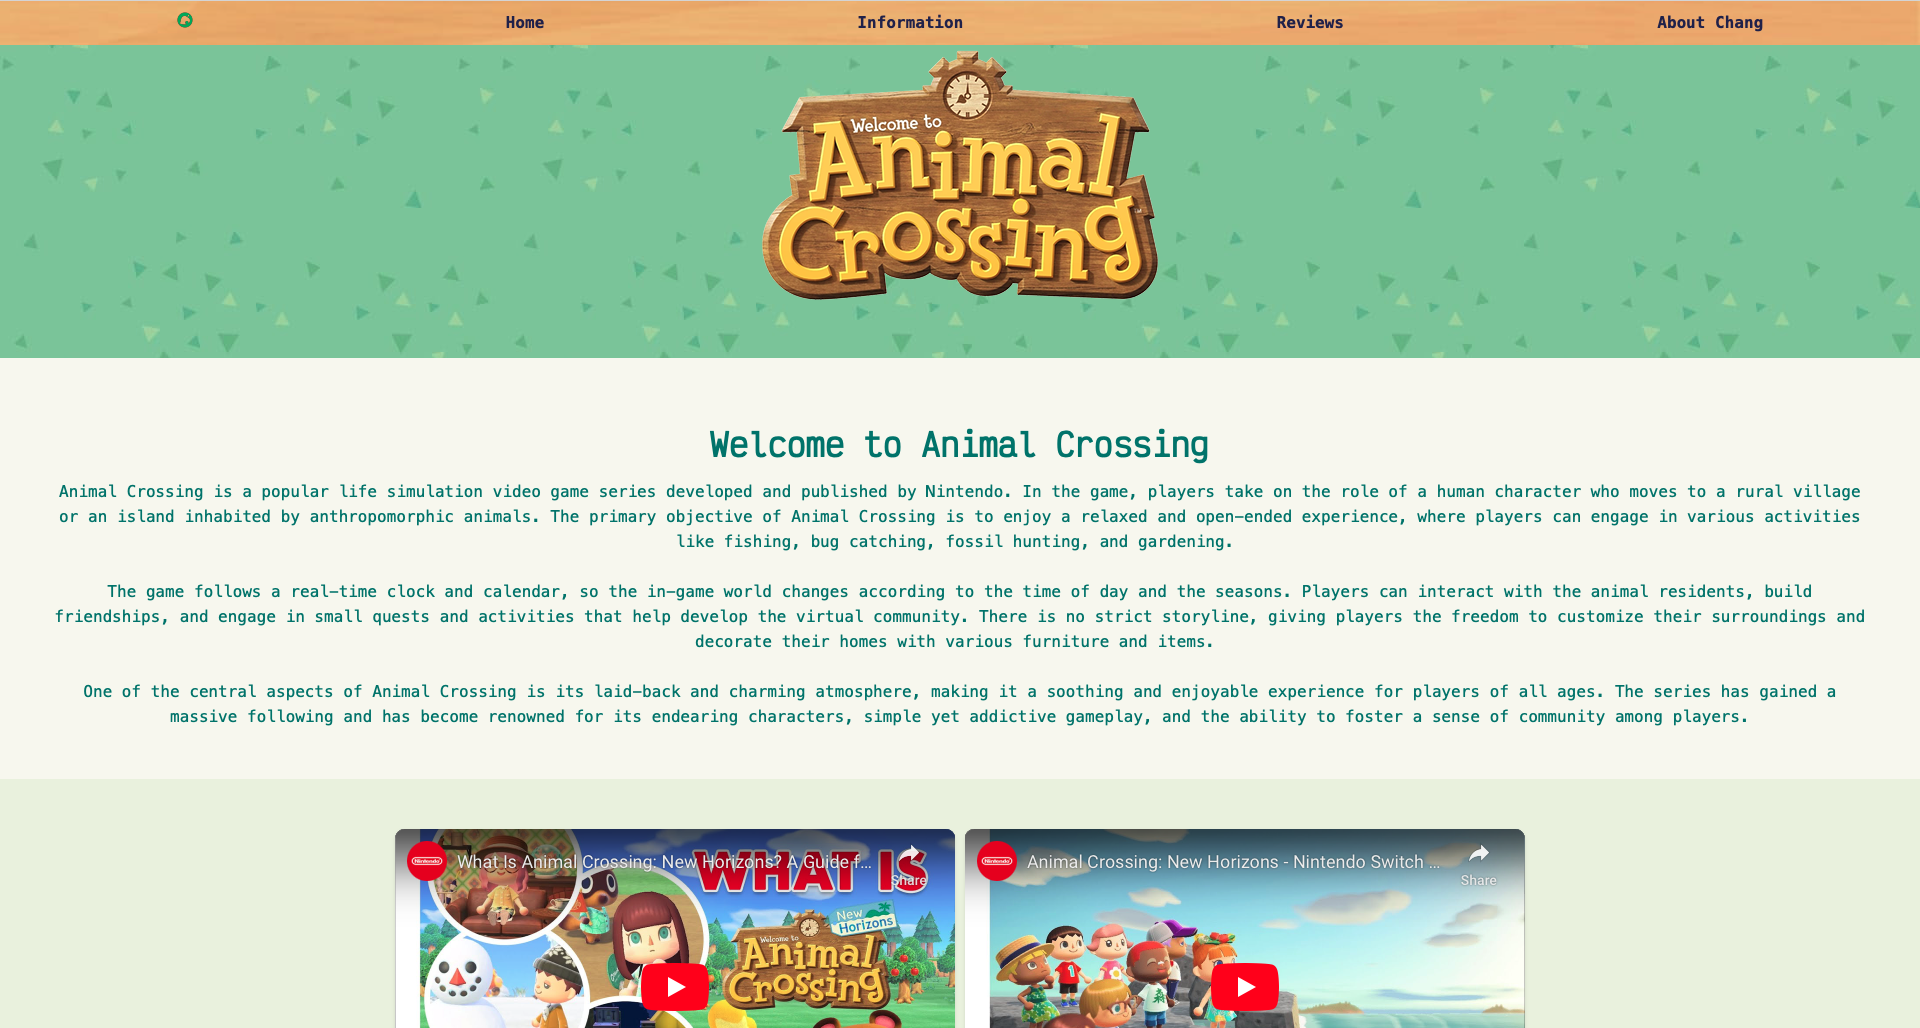 Home
Information
Reviews
About Chang
Welcome to
Animal
Crossing
Welcome to Animal Crossing
Animal Crossing is a popular life simulation video game series developed and published by Nintendo. In the game, players take on the role of a human character who moves to a rural village
or an island inhabited by anthropomorphic animals. The primary objective of Animal Crossing is to enjoy a relaxed and open-ended experience, where players can engage in various activities
like fishing, bug catching, fossil hunting, and gardening.
The game follows a real-time clock and calendar, so the in-game world changes according to the time of day and the seasons. Players can interact with the animal residents, build
friendships, and engage in small quests and activities that help develop the virtual community. There is no strict storyline, giving players the freedom to customize their surroundings and
decorate their homes with various furniture and items.
One of the central aspects of Animal Crossing is its laid-back and charming atmosphere, making it a soothing and enjoyable experience for players of all ages. The series has gained a
massive following and has become renowned for its endearing characters, simple yet addictive gameplay, and the ability to foster a sense of community among players.
Nintendo
What Is Animal Crossing: New Horizons? A Guide f...
Share
WHAT IS
New
Horizons
Welcome to
Animal
Crossing
Nintendo
Animal Crossing: New Horizons - Nintendo Switch ...
Share